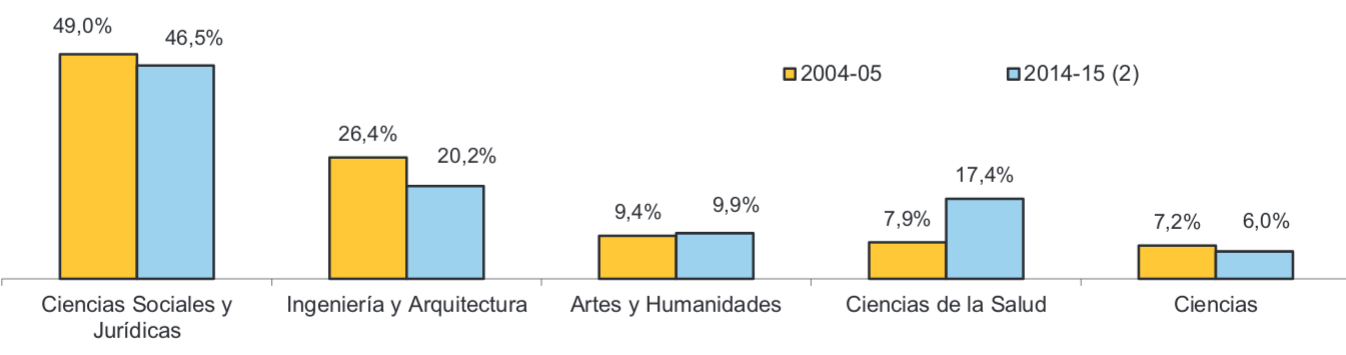 49,0%
46,5%
2004-05
2014-15 (2)
26,4%
20,2%
9,4%
9,9%
7,9%
17,4%
7,2%
6,0%
Ciencias Sociales y
Jurídicas
Ingeniería y Arquitectura
Artes y Humanidades
Ciencias de la Salud
Ciencias